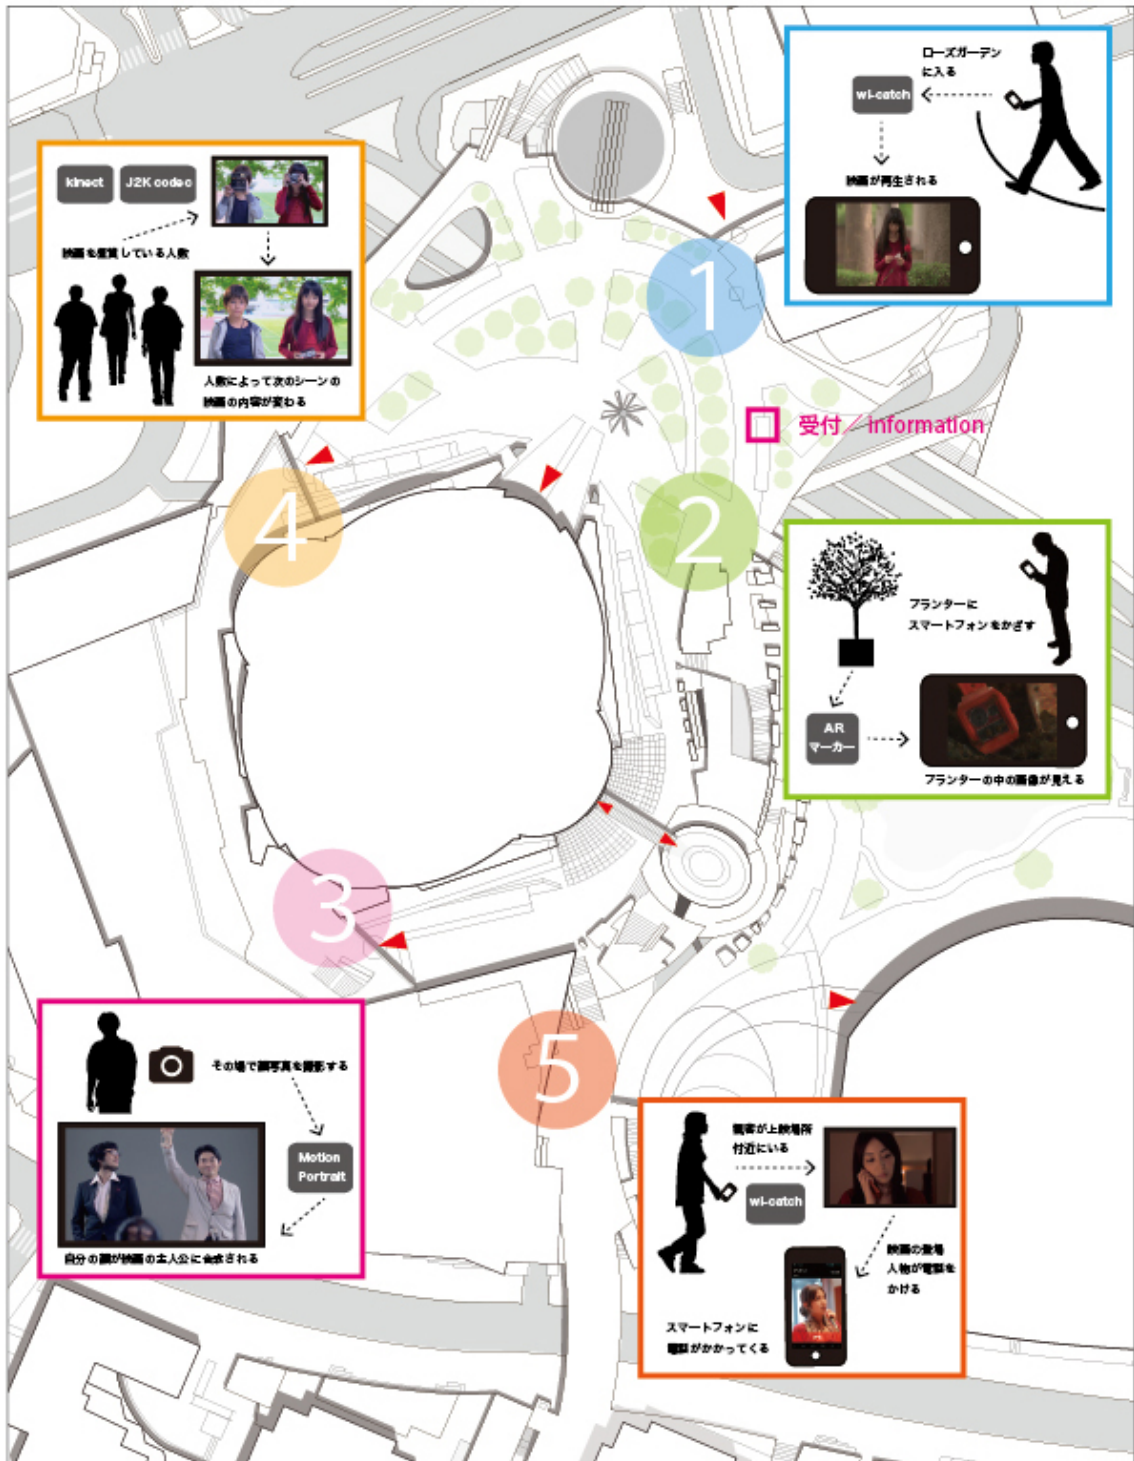 ローズガーデン
に入る
wi-catch
映画が再生される
1
kinect
J2K codec
映画を鑑賞している人数
人数によって次のシーンの
映画の内容が変わる
受付／information
4
2
プランターに
スマートフォンをかざす
AR
マーカー
プランターの中の画像が見える
3
5
その場で顔写真を撮影する
Motion
Portrait
自分の顔が映画の主人公に合成される
観客が上映場所
付近にいる
wi-catch
映画の登場
人物が電話を
かける
スマートフォンに
電話がかかってくる